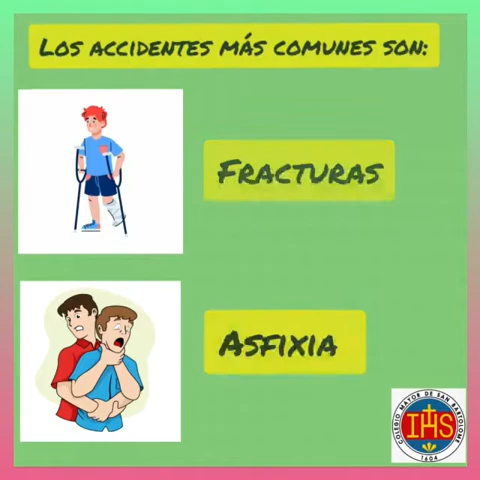 Los accidentes más comunes son:
Fracturas
Asfixia
COLEGIO MAYOR DE SAN BARTOLOMÉ
IHS
1604